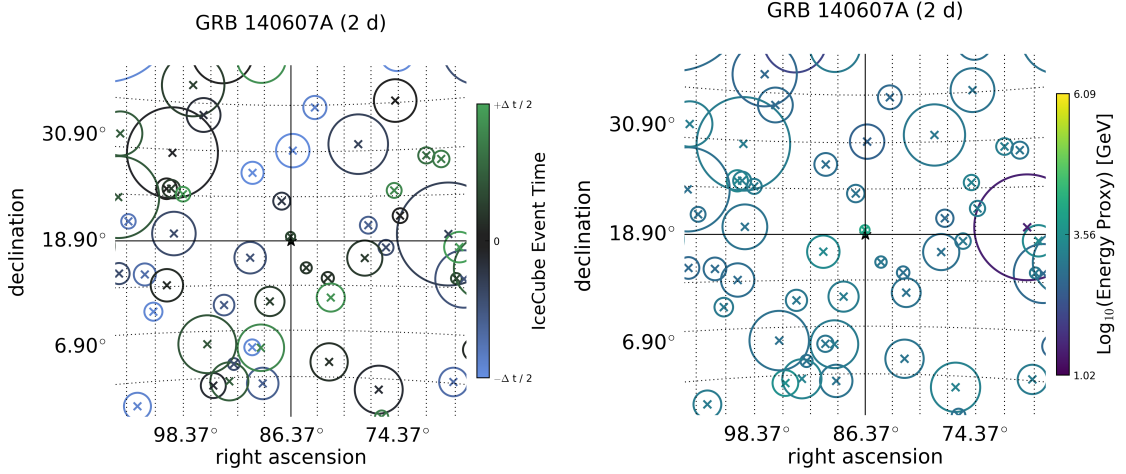 GRB 140607A (2 d)
30.90°
18.90°
6.90°
declination
98.37° 86.37° 74.37°
right ascension
+Δ t / 2
0
−Δ t / 2
IceCube Event Time
GRB 140607A (2 d)
30.90°
18.90°
6.90°
declination
98.37° 86.37° 74.37°
right ascension
6.09
3.56
1.02
Log₁₀(Energy Proxy) [GeV]